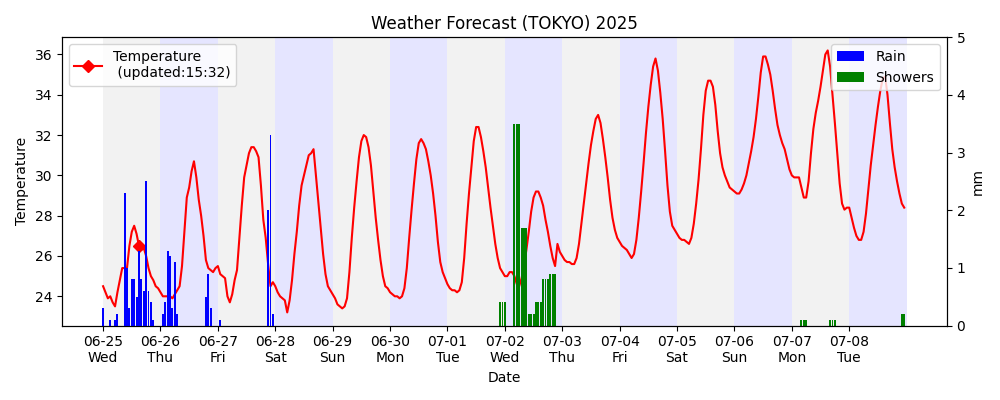 Weather Forecast (TOKYO) 2025
Temperature
(updated:15:32)
Rain
Showers
Temperature
36
34
32
30
28
26
24
5
4
3
2
1
0
mm
06-25 06-26 06-27 06-28 06-29 06-30 07-01 07-02 07-03 07-04 07-05 07-06 07-07 07-08
Wed Thu Fri Sat Sun Mon Tue Wed Thu Fri Sat Sun Mon Tue
Date